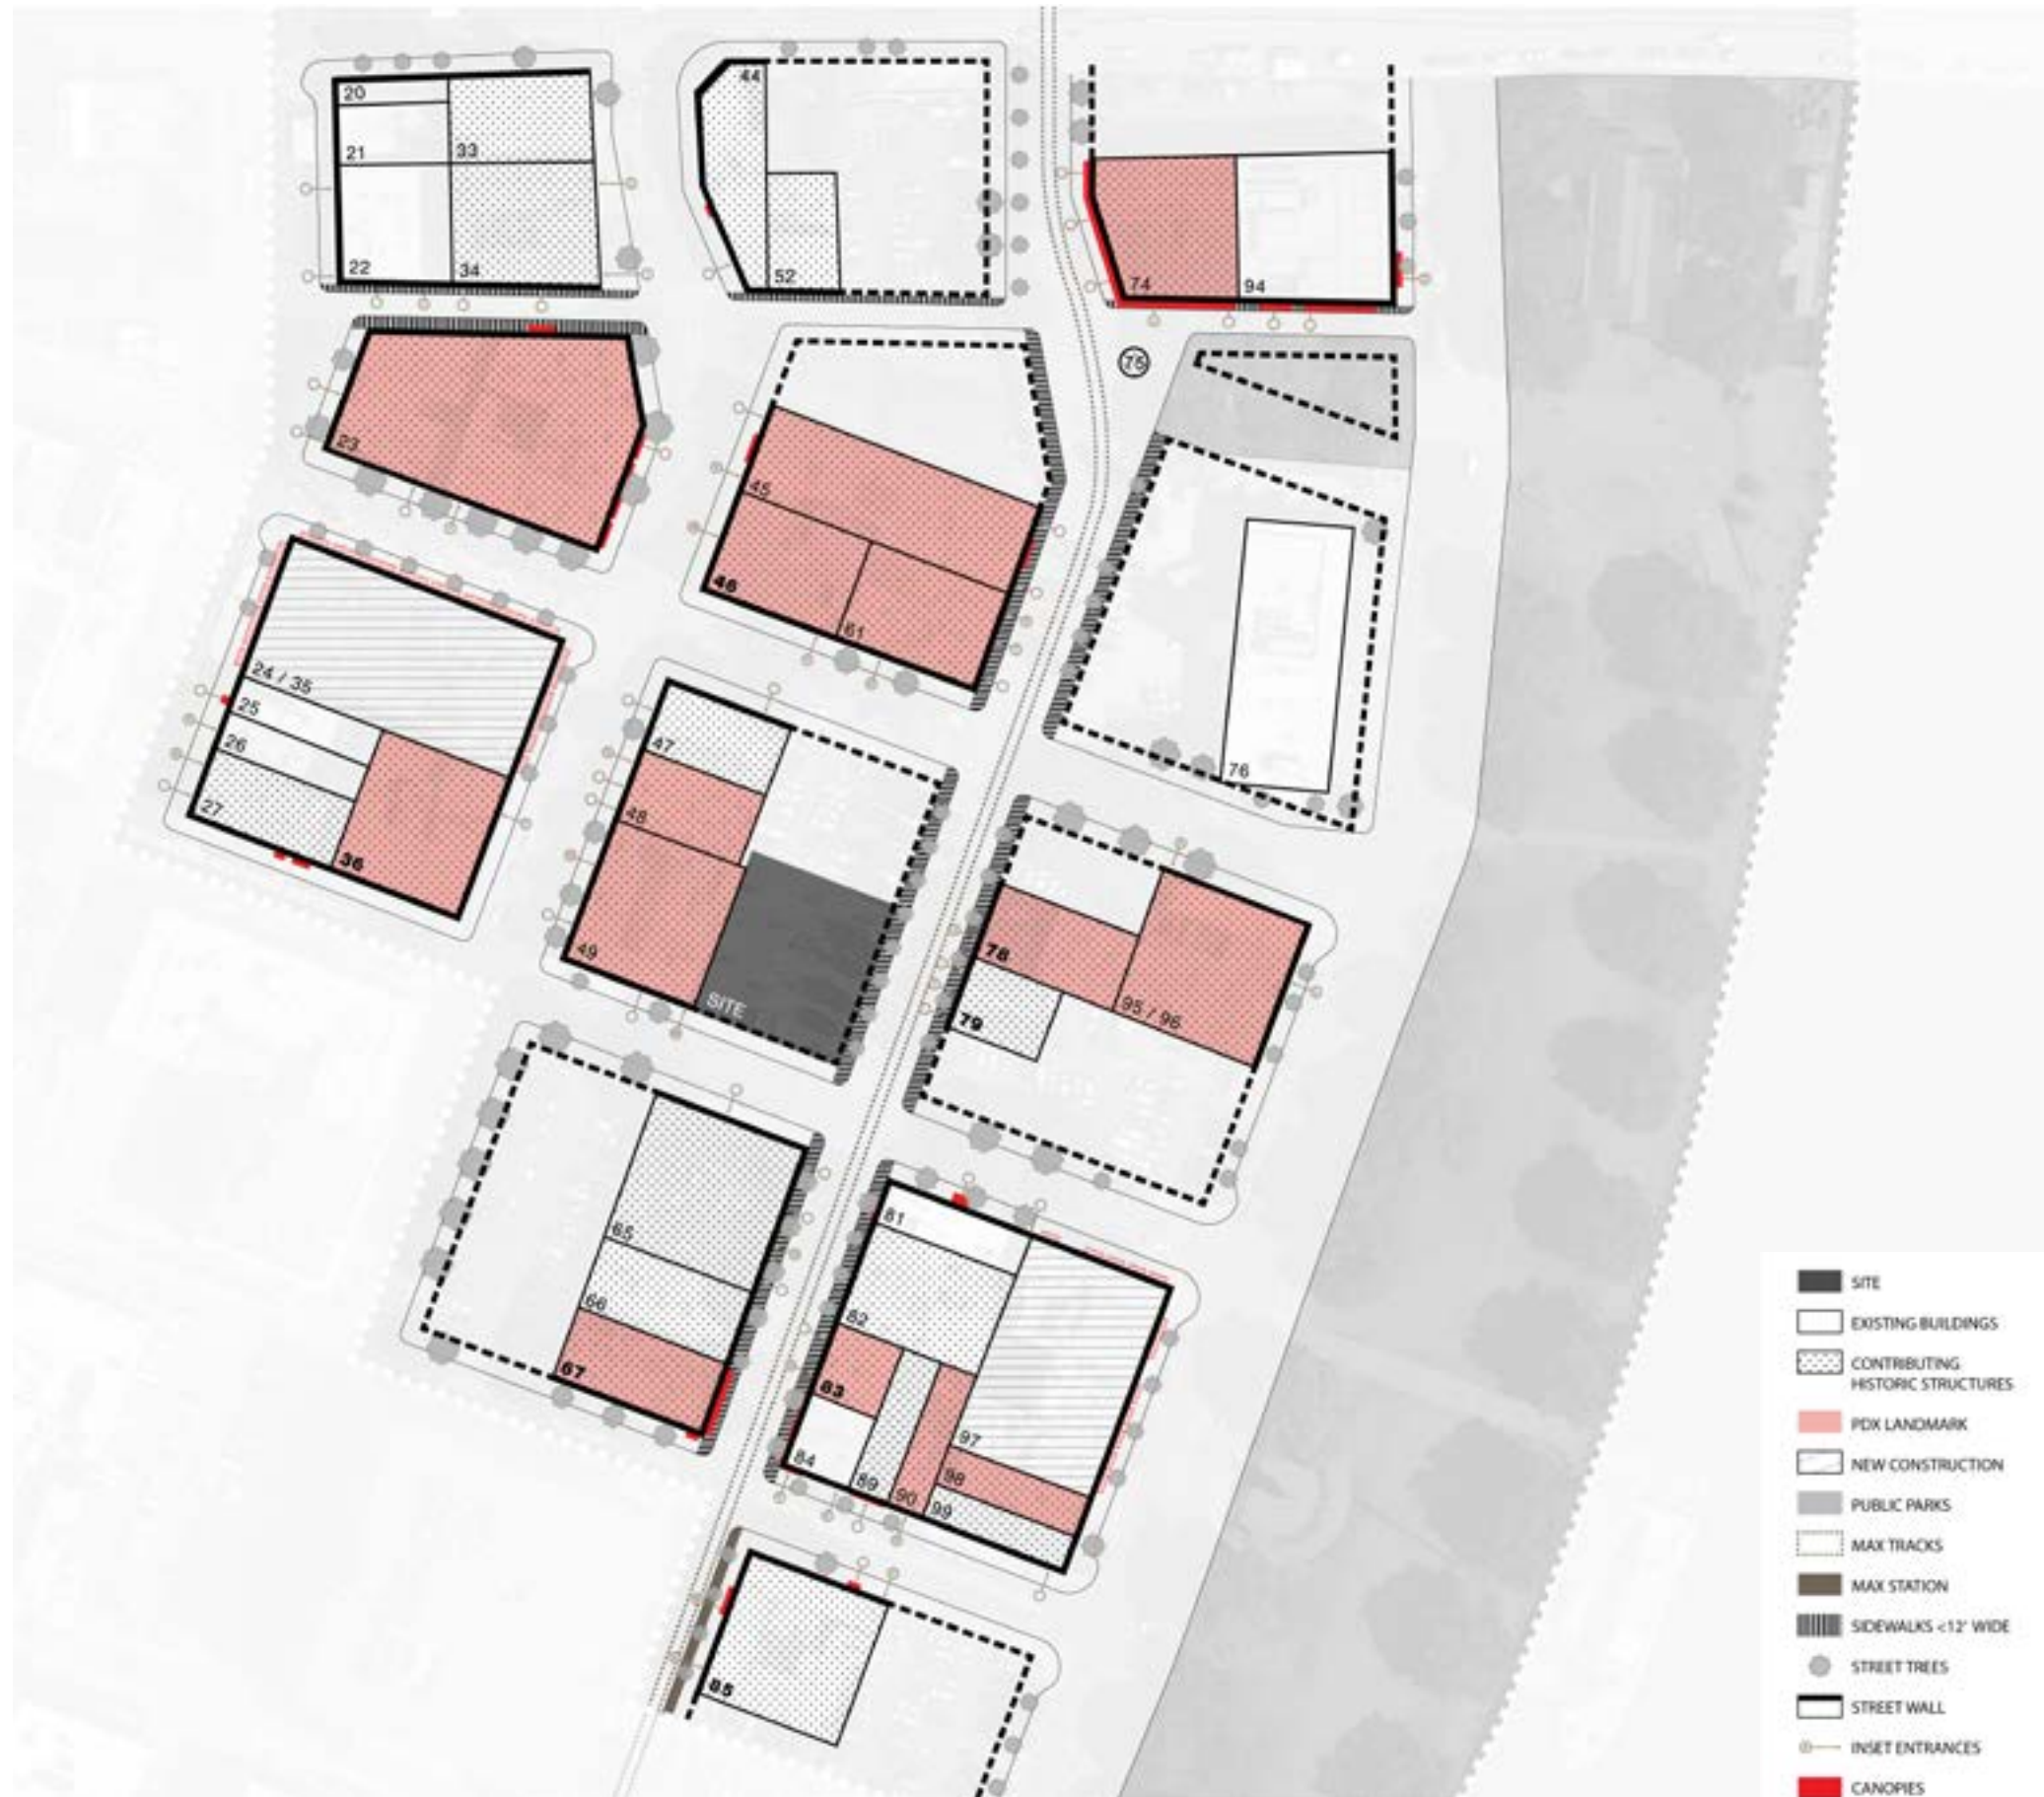 44
20
21
33
22
34
52
74
94
75
23
45
46
61
24 / 35
25
26
27
36
47
48
49
SITE
76
78
79
95 / 96
65
66
67
81
82
83
84
89
90
97
98
99
85
SITE
EXISTING BUILDINGS
CONTRIBUTING
HISTORIC STRUCTURES
PDX LANDMARK
NEW CONSTRUCTION
PUBLIC PARKS
MAX TRACKS
MAX STATION
SIDEWALKS <12' WIDE
STREET TREES
STREET WALL
INSET ENTRANCES
CANOPIES